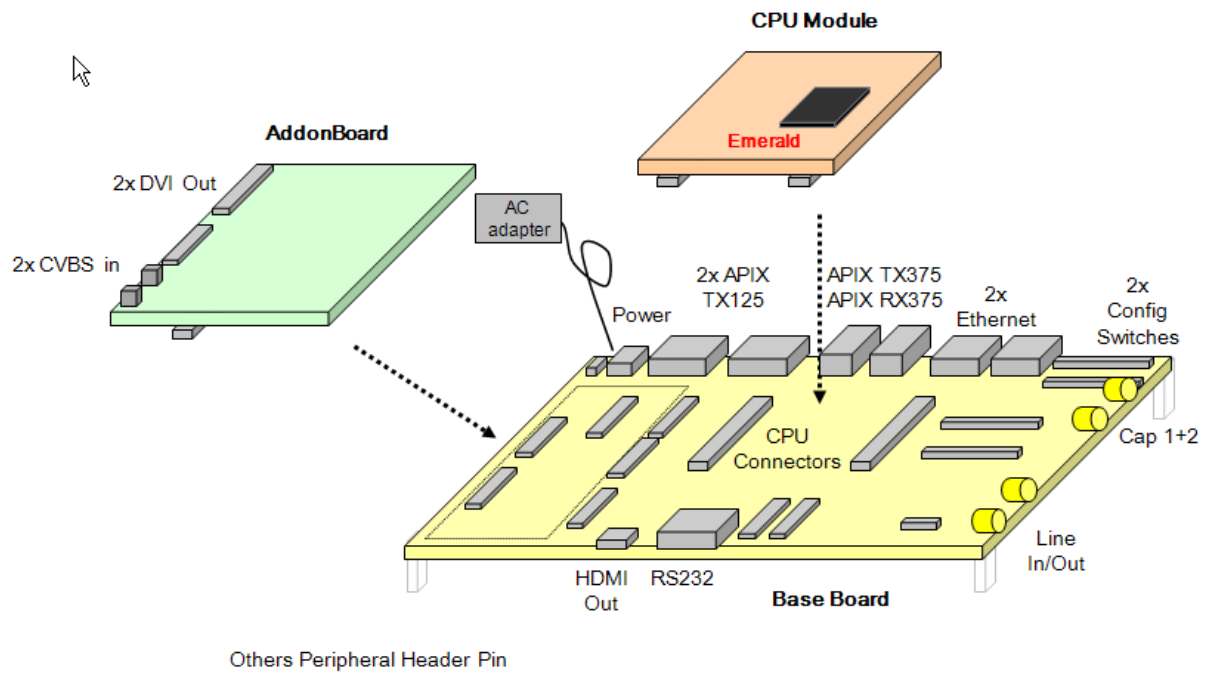 CPU Module
Emerald
AddonBoard
2x DVI Out
2x CVBS in
AC
adapter
Power
2x APIX
TX125
APIX TX375
APIX RX375
2x
Ethernet
2x
Config
Switches
CPU
Connectors
Cap 1+2
Line
In/Out
HDMI
Out
RS232
Base Board
Others Peripheral Header Pin